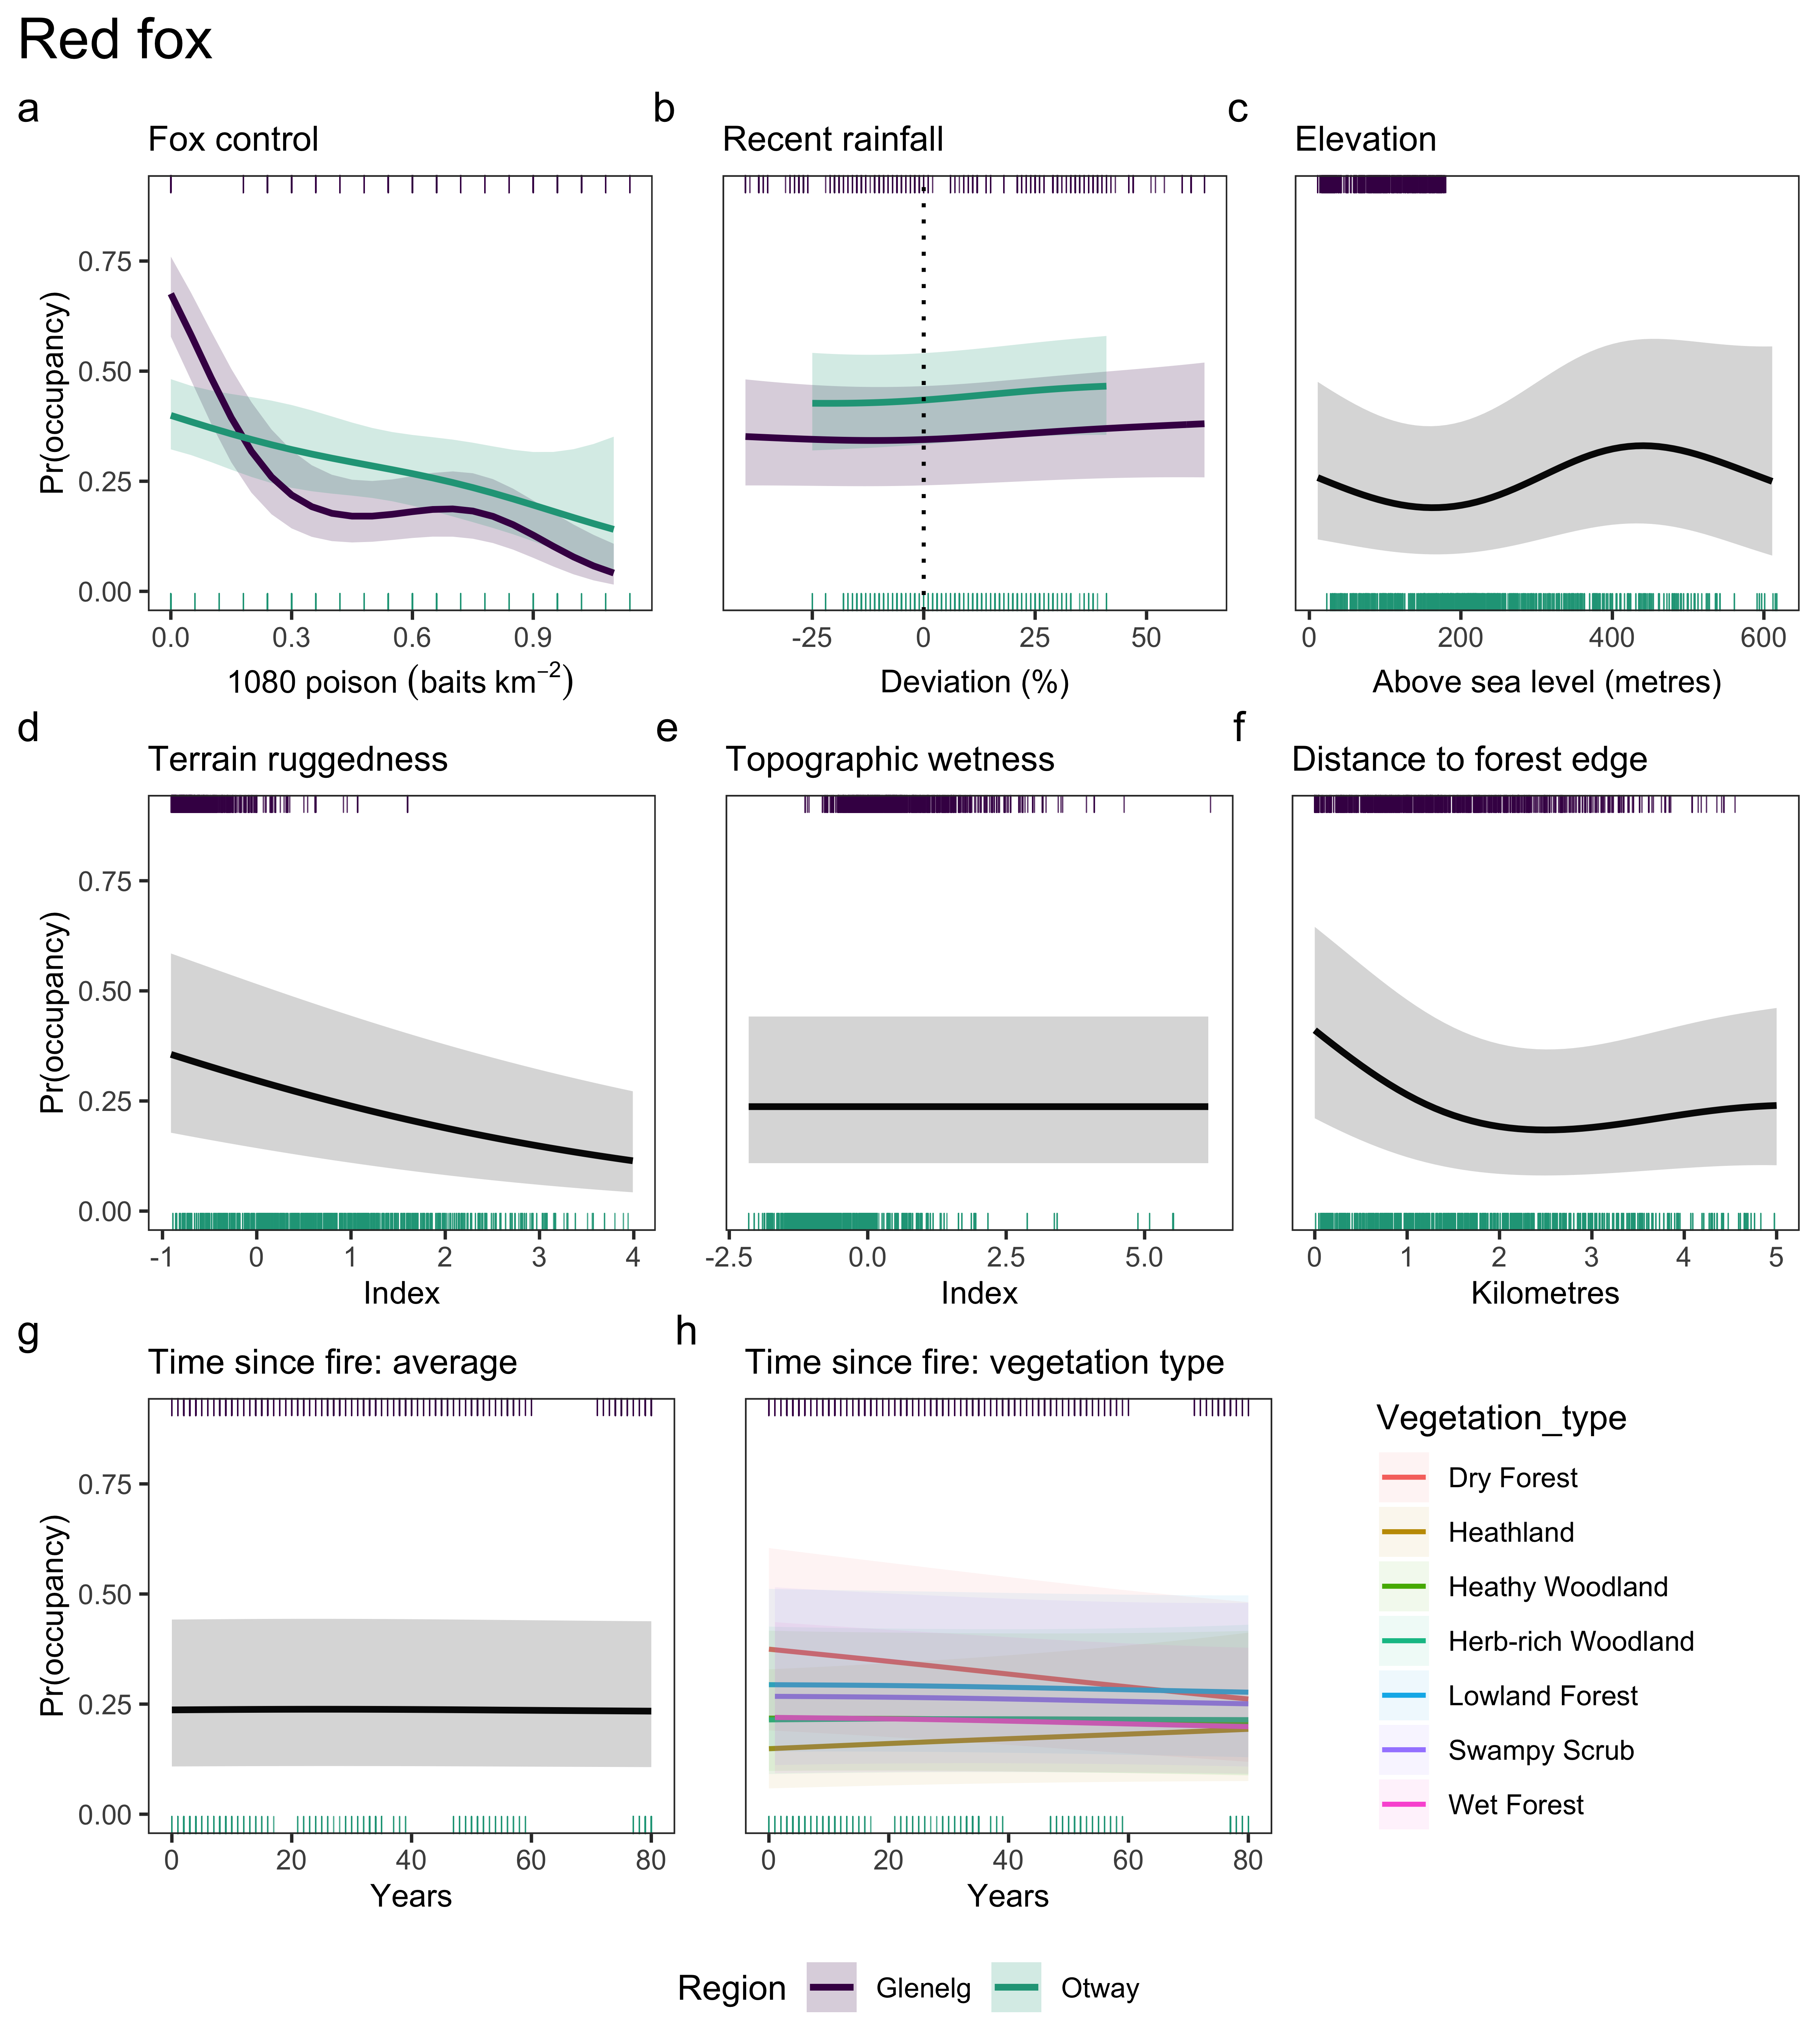 Red fox
a
b
c
Fox control
Recent rainfall
Elevation
Pr(occupancy)
0.75
0.50
0.25
0.00
0.0 0.3 0.6 0.9
-25 0 25 50
0 200 400 600
1080 poison (baits km−2)
Deviation (%)
Above sea level (metres)
d
e
f
Terrain ruggedness
Topographic wetness
Distance to forest edge
Pr(occupancy)
0.75
0.50
0.25
0.00
-1 0 1 2 3 4
-2.5 0.0 2.5 5.0
0 1 2 3 4 5
Index
Index
Kilometres
g
h
Time since fire: average
Time since fire: vegetation type
Pr(occupancy)
0.75
0.50
0.25
0.00
0 20 40 60 80
0 20 40 60 80
Years
Years
Vegetation_type
Dry Forest
Heathland
Heathy Woodland
Herb-rich Woodland
Lowland Forest
Swampy Scrub
Wet Forest
Region Glenelg Otway